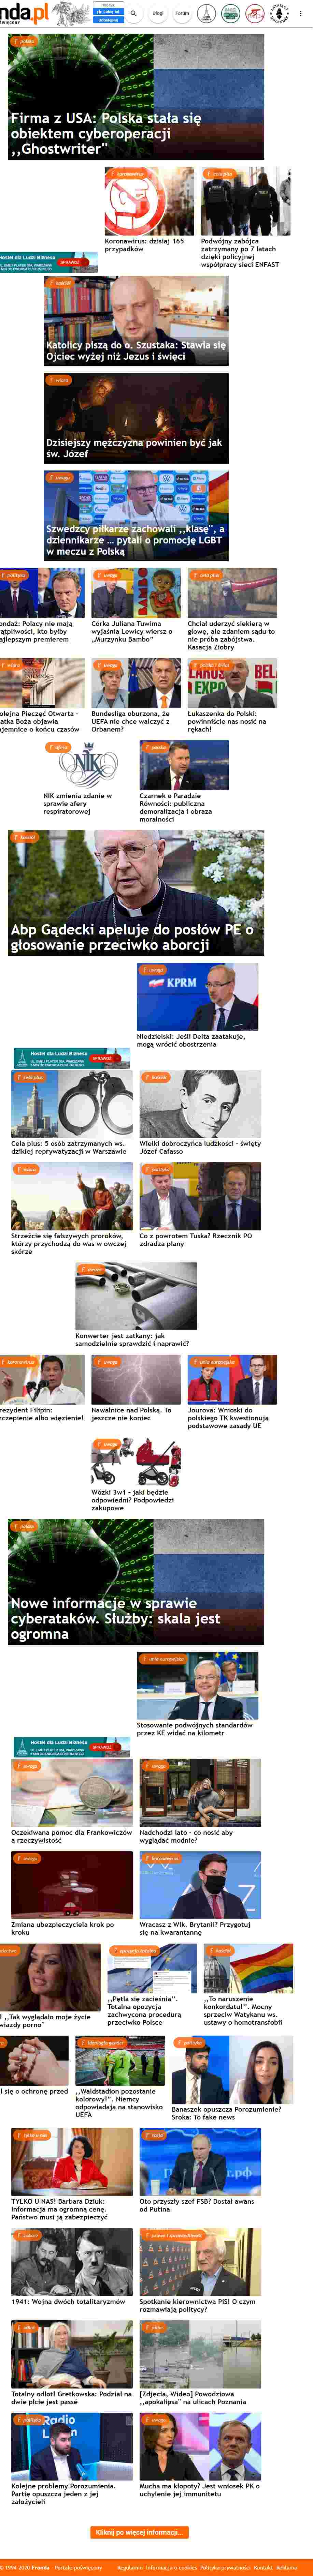 nda.pl
Blogi
Forum
Firma z USA: Polska stała się
obiektem cyberoperacji
,,Ghostwriter"
Koronawirus: dzisiaj 165
przypadków
Podwójny zabójca
zatrzymany po 7 latach
dzięki policyjnej
współpracy sieci ENFAST
Hostel dla Ludzi Biznesu
SPRAWDŹ
Katolicy piszą do o. Szustaka: Stawia się
Ojciec wyżej niż Jezus i święci
Dzisiejszy mężczyzna powinien być jak
św. Józef
Szwedzcy piłkarze zachowali ,,klasę", a
dziennikarze ... pytali o promocję LGBT
w meczu z Polską
ondaż: Polacy nie mają
ątpliwości, kto byłby
ajlepszym premierem
Córka Juliana Tuwima
wyjaśnia Lewicy wiersz o
„Murzynku Bambo"
Chciał uderzyć siekierą w
głowę, ale zdaniem sądu to
nie próba zabójstwa.
Kasacja Ziobry
olejna Pieczęć Otwarta –
atka Boża objawia
ajemnice o końcu czasów
Bundesliga oburzona, że
UEFA nie chce walczyć z
Orbanem?
Łukaszenka do Polski:
powinniście nas nosić na
rękach!
NIK
NIK zmienia zdanie w
sprawie afery
respiratorowej
Czarnek o Paradzie
Równości: publiczna
demoralizacja i obraza
moralności
Abp Gądecki apeluje do posłów PE o
głosowanie przeciwko aborcji
KPRM
Niedzielski: Jeśli Delta zaatakuje,
mogą wrócić obostrzenia
Hostel dla Ludzi Biznesu
SPRAWDŹ
Cela plus: 5 osób zatrzymanych ws.
dzikiej reprywatyzacji w Warszawie
Wielki dobroczyńca ludzkości – święty
Józef Cafasso
Strzeżcie się fałszywych proroków,
którzy przychodzą do was w owczej
skórze
Co z powrotem Tuska? Rzecznik PO
zdradza plany
Konwerter jest zatkany: jak
samodzielnie sprawdzić i naprawić?
rezydent Filipin:
zczepienie albo więzienie!
Nawałnice nad Polską. To
jeszcze nie koniec
Jourova: Wnioski do
polskiego TK kwestionują
podstawowe zasady UE
Wózki 3w1 – jaki będzie
odpowiedni? Podpowiedzi
zakupowe
Nowe informacje w sprawie
cyberataków. Służby: skala jest
ogromna
Stosowanie podwójnych standardów
przez KE widać na kilometr
Hostel dla Ludzi Biznesu
SPRAWDŹ
Oczekiwana pomoc dla Frankowiczów
a rzeczywistość
Nadchodzi lato – co nosić aby
wyglądać modnie?
Zmiana ubezpieczyciela krok po
kroku
Wracasz z Wlk. Brytanii? Przygotuj
się na kwarantannę
! ,,Tak wyglądało moje życie
wiazdy porno"
,,Pętla się zacieśnia".
Totalna opozycja
zachwycona procedurą
przeciwko Polsce
,,To naruszenie
konkordatu!". Mocny
sprzeciw Watykanu ws.
ustawy o homotransfobii
l się o ochronę przed
,,Waldstadion pozostanie
kolorowy!". Niemcy
odpowiadają na stanowisko
UEFA
Banaszek opuszcza Porozumienie?
Sroka: To fake news
TYLKO U NAS! Barbara Dziuk:
Informacja ma ogromną cenę.
Państwo musi ją zabezpieczyć
Oto przyszły szef FSB? Dostał awans
od Putina
1941: Wojna dwóch totalitaryzmów
Spotkanie kierownictwa PiS! O czym
rozmawiają politycy?
Totalny odlot! Gretkowska: Podział na
dwie płcie jest passé
[Zdjęcia, Wideo] Powodziowa
,,apokalipsa" na ulicach Poznania
Kolejne problemy Porozumienia.
Partię opuszcza jeden z jej
założycieli
Mucha ma kłopoty? Jest wniosek PK o
uchylenie jej immunitetu
Kliknij po więcej informacji...
Fronda
Portalo poświęcony
Regulamin
Informacja o cookies
Polityka prywatności
Kontakt
Reklama